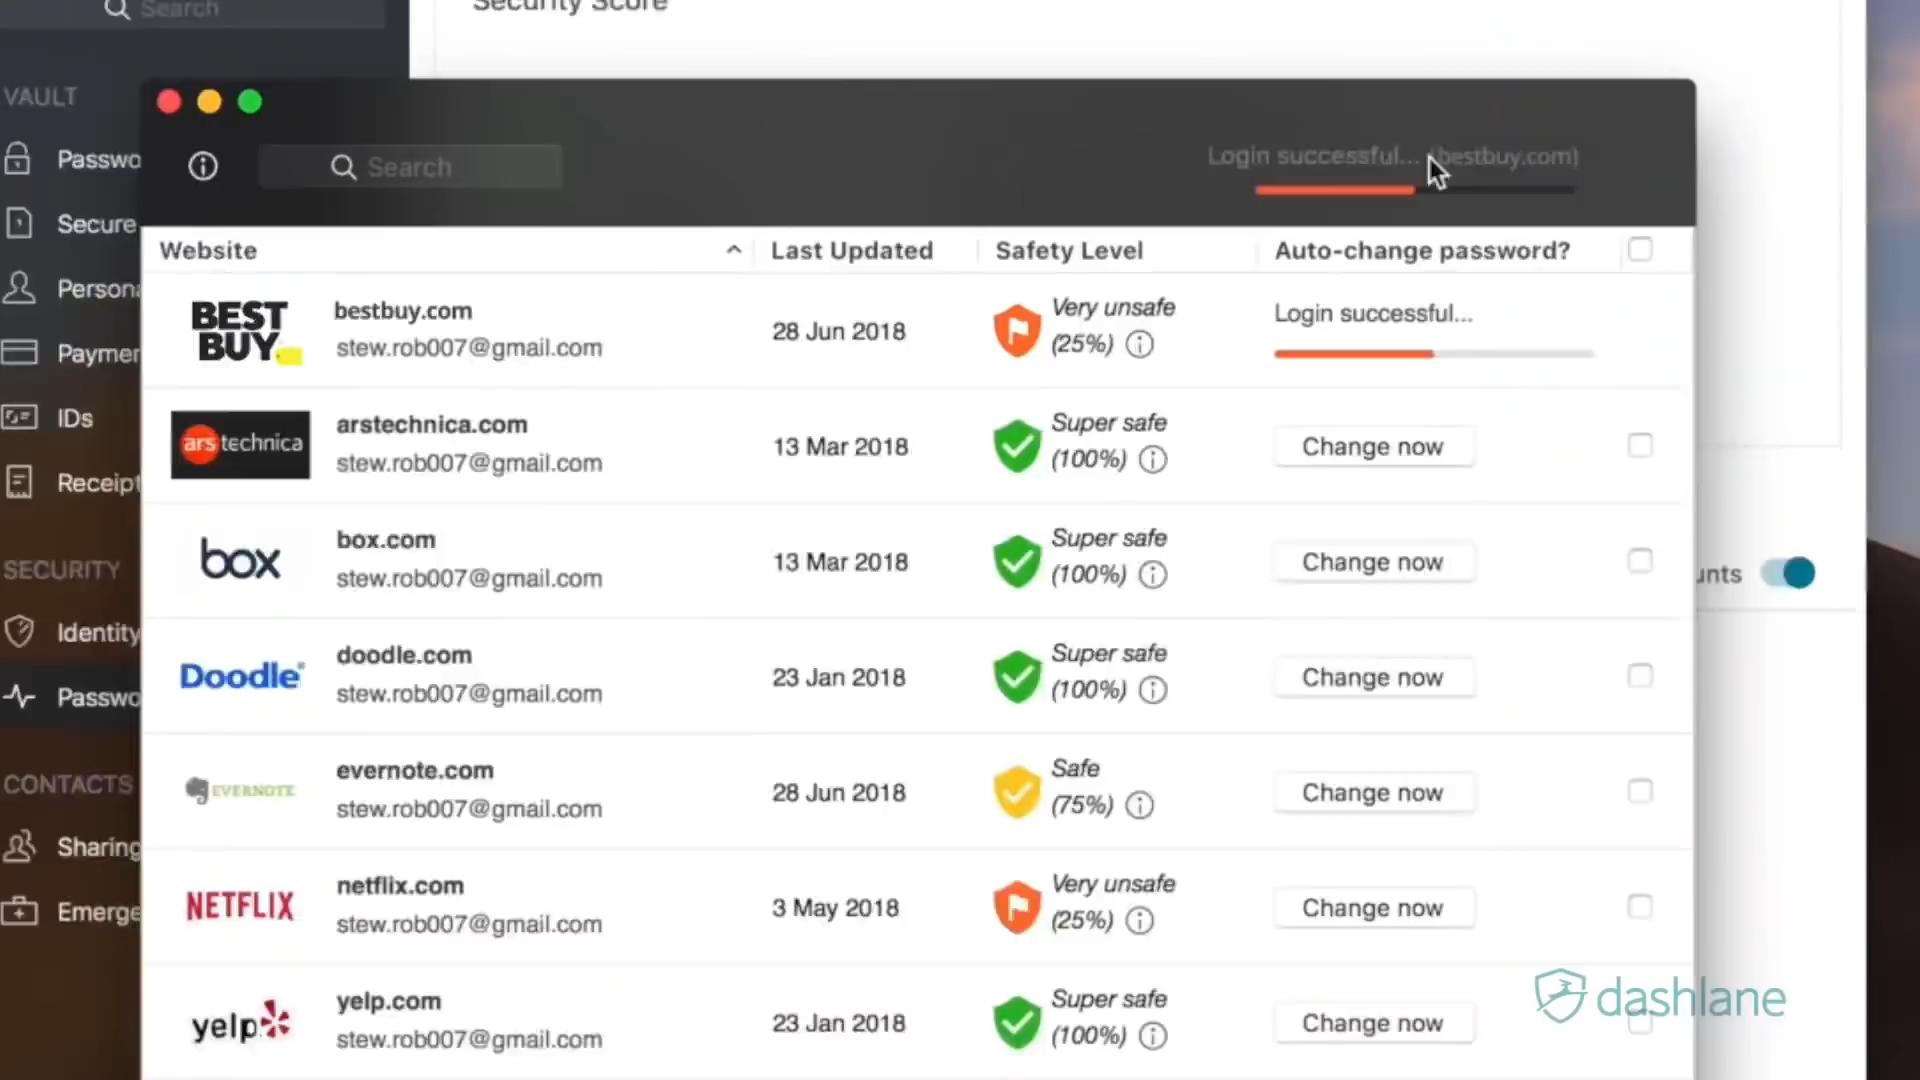 Search
Security Score
VAULT
Passwo
Secure
Persona
Paymen
IDs
Receipt
SECURITY
Identity
Passwo
CONTACTS
Sharing
Emerge
Search
Login successful... (bestbuy.com)
Website
Last Updated
Safety Level
Auto-change password?
BEST
BUY
bestbuy.com
stew.rob007@gmail.com
28 Jun 2018
Very unsafe
(25%)
Login successful...
ars technica
arstechnica.com
stew.rob007@gmail.com
13 Mar 2018
Super safe
(100%)
Change now
box
box.com
stew.rob007@gmail.com
13 Mar 2018
Super safe
(100%)
Change now
Doodle
doodle.com
stew.rob007@gmail.com
23 Jan 2018
Super safe
(100%)
Change now
EVERNOTE
evernote.com
stew.rob007@gmail.com
28 Jun 2018
Safe
(75%)
Change now
NETFLIX
netflix.com
stew.rob007@gmail.com
3 May 2018
Very unsafe
(25%)
Change now
yelp
yelp.com
stew.rob007@gmail.com
23 Jan 2018
Super safe
(100%)
Change now
unts
dashlane